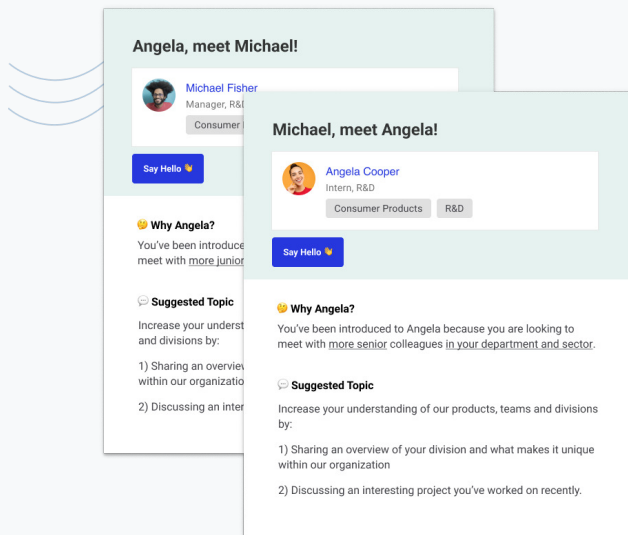 Angela, meet Michael!
Michael Fisher
Manager, R&D
Consumer
Say Hello 👋
🤔 Why Angela?
You've been introduce
meet with more junior
💬 Suggested Topic
Increase your underst
and divisions by:
1) Sharing an overview
within our organizatio
2) Discussing an inter
Michael, meet Angela!
Angela Cooper
Intern, R&D
Consumer Products
R&D
Say Hello 👋
🤔 Why Angela?
You've been introduced to Angela because you are looking to
meet with more senior colleagues in your department and sector.
💬 Suggested Topic
Increase your understanding of our products, teams and divisions
by:
1) Sharing an overview of your division and what makes it unique
within our organization
2) Discussing an interesting project you've worked on recently.